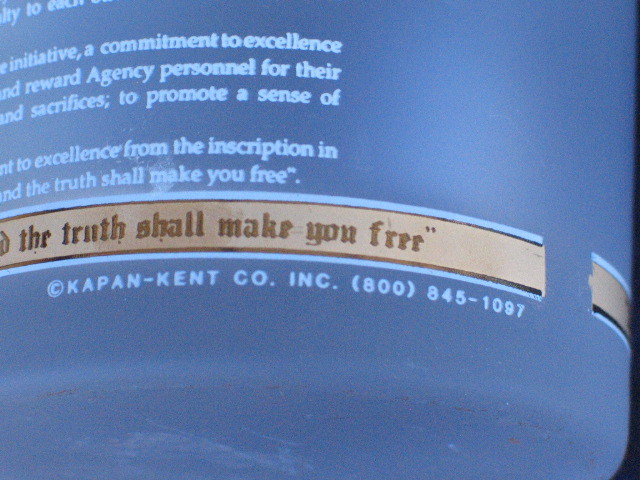 to each
initiative, a commitment to excellence
and reward Agency personnel for their
and sacrifices; to promote a sense of
to excellence from the inscription in
and the truth shall make you free".
the truth shall make you free"
©KAPAN-KENT CO. INC. (800) 845-1097